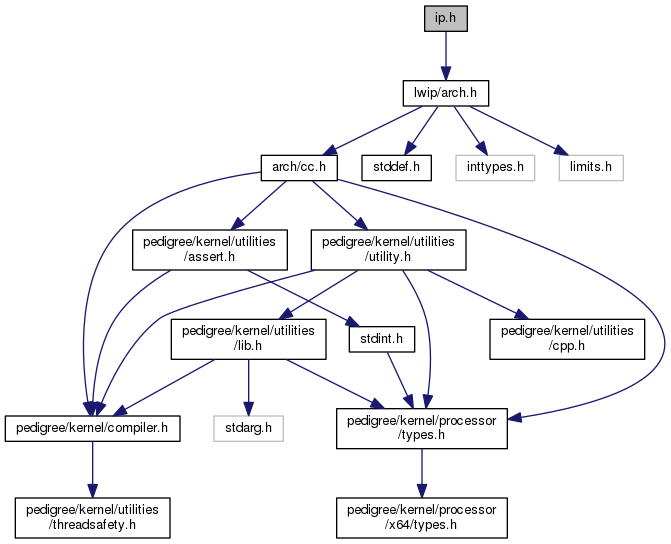 ip.h
lwip/arch.h
arch/cc.h
stddef.h
inttypes.h
limits.h
pedigree/kernel/utilities
/assert.h
pedigree/kernel/utilities
/utility.h
pedigree/kernel/utilities
/lib.h
stdint.h
pedigree/kernel/utilities
/cpp.h
pedigree/kernel/compiler.h
stdarg.h
pedigree/kernel/processor
/types.h
pedigree/kernel/utilities
/threadsafety.h
pedigree/kernel/processor
/x64/types.h